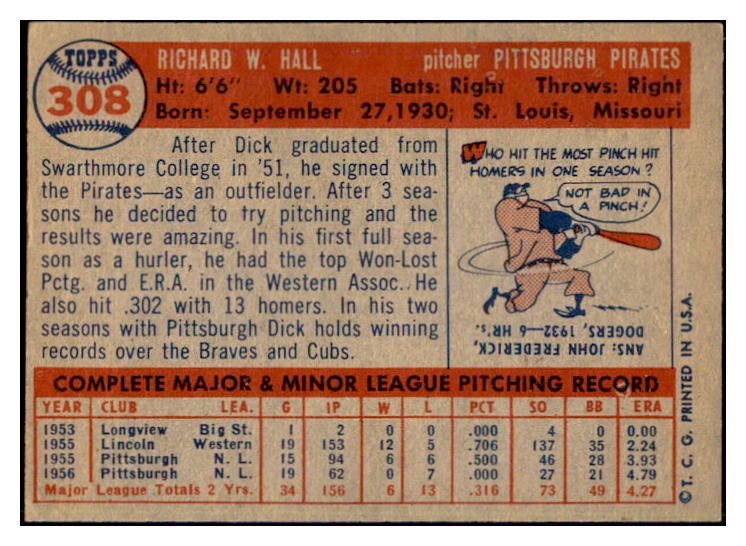 TOPPS
308
RICHARD W. HALL pitcher PITTSBURGH PIRATES
Ht: 6'6" Wt: 205 Bats: Right Throws: Right
Born: September 27, 1930; St. Louis, Missouri
After Dick graduated from
Swarthmore College in '51, he signed with
the Pirates—as an outfielder. After 3 sea-
sons he decided to try pitching and the
results were amazing. In his first full sea-
son as a hurler, he had the top Won-Lost
Pctg. and E.R.A. in the Western Assoc.. He
also hit .302 with 13 homers. In his two
seasons with Pittsburgh Dick holds winning
records over the Braves and Cubs.
WHO HIT THE MOST PINCH HIT
HOMERS IN ONE SEASON?
NOT BAD IN
A PINCH!
ANS: JOHN FREDERICK,
DODGERS, 1932—6 HR's.
COMPLETE MAJOR & MINOR LEAGUE PITCHING RECORD
YEAR CLUB LEA. G IP W L PCT SO BB ERA
1953 Longview Big St. 1 2 0 0 .000 4 0 0.00
1955 Lincoln Western 19 153 12 5 .706 137 35 2.24
1955 Pittsburgh N. L. 15 94 6 6 .500 46 28 3.93
1956 Pittsburgh N. L. 19 62 0 7 .000 27 21 4.79
Major League Totals 2 Yrs. 34 156 6 13 .316 73 49 4.27
© T. C. G. PRINTED IN U.S.A.